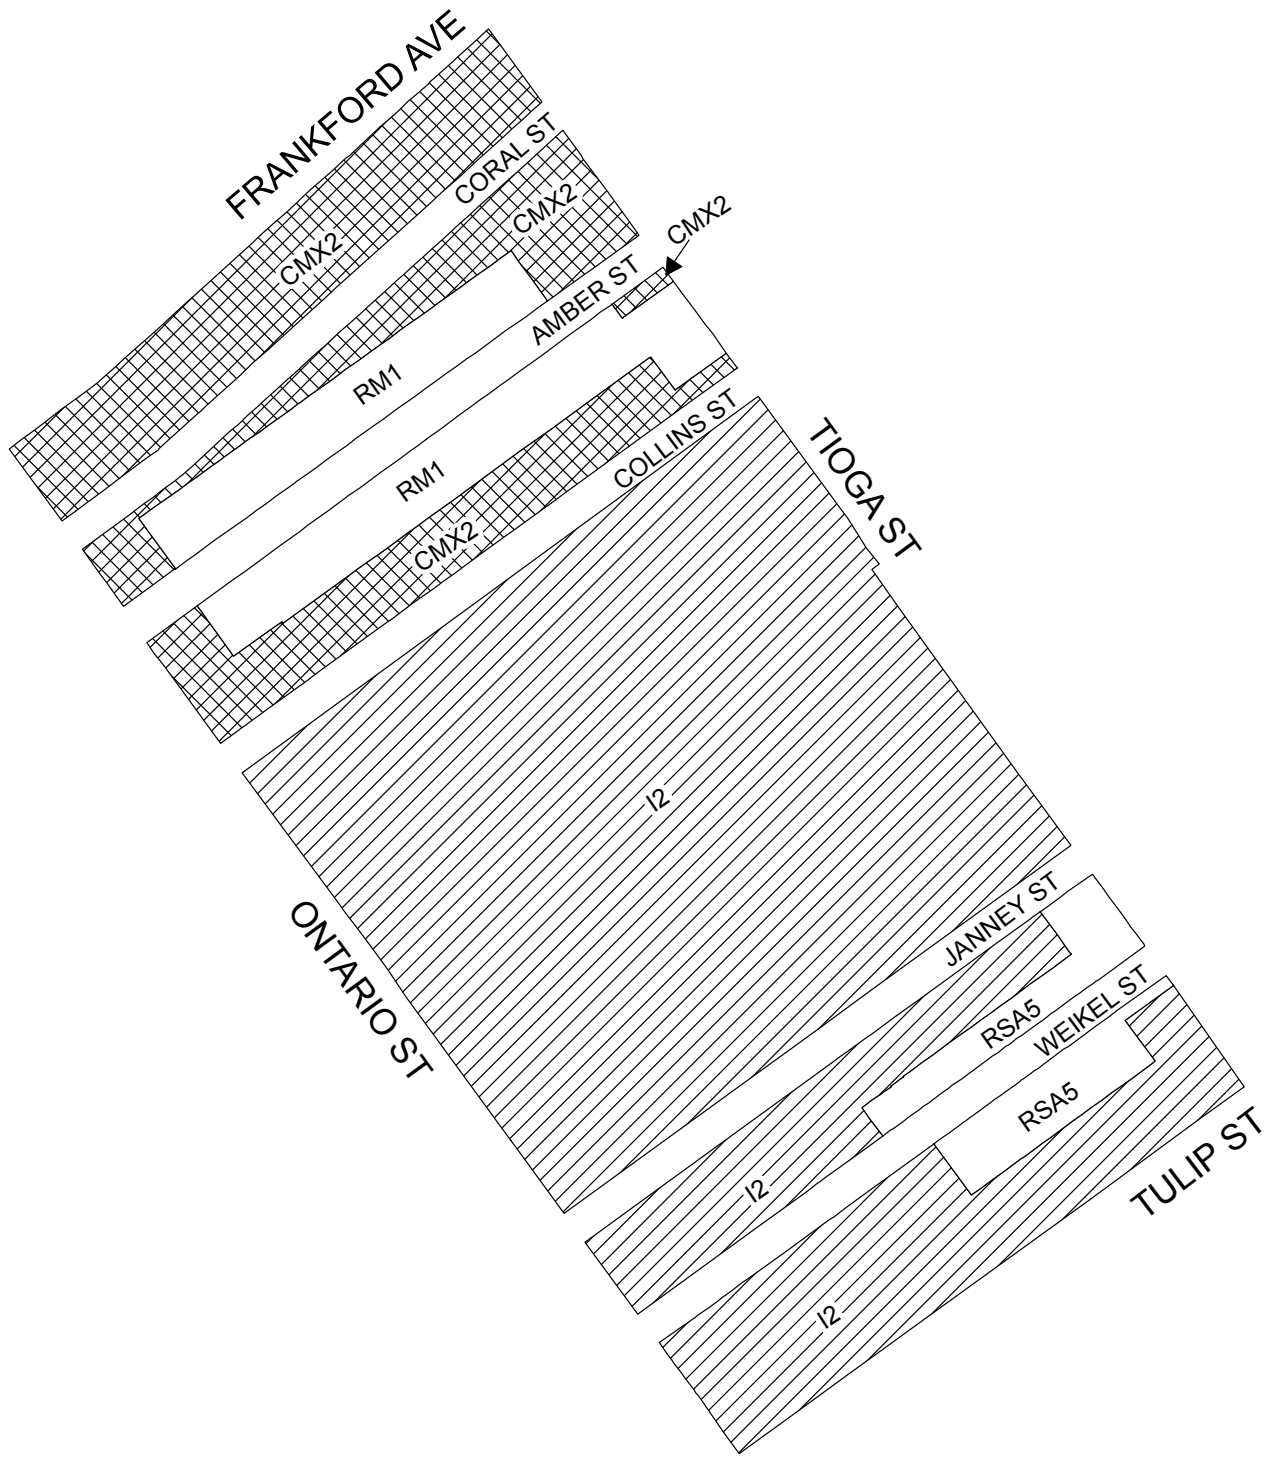 FRANKFORD AVE
CORAL ST
CMX2
CMX2
CMX2
AMBER ST
RM1
COLLINS ST
TIOGA ST
RM1
CMX2
I2
JANNEY ST
ONTARIO ST
WEIKEL ST
RSA5
RSA5
TULIP ST
I2
I2